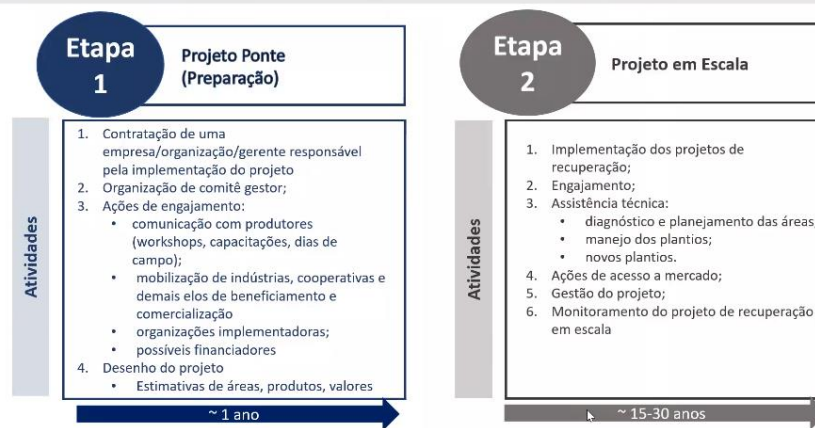 Etapa
1
Projeto Ponte
(Preparação)
Atividades
1. Contratação de uma
empresa/organização/gerente responsável
pela implementação do projeto
2. Organização de comitê gestor;
3. Ações de engajamento:
• comunicação com produtores
(workshops, capacitações, dias de
campo);
• mobilização de indústrias, cooperativas e
demais elos de beneficiamento e
comercialização
• organizações implementadoras;
• possíveis financiadores
4. Desenho do projeto
• Estimativas de áreas, produtos, valores
~ 1 ano
Etapa
2
Projeto em Escala
Atividades
1. Implementação dos projetos de
recuperação;
2. Engajamento;
3. Assistência técnica:
• diagnóstico e planejamento das áreas;
• manejo dos plantios;
• novos plantios.
4. Ações de acesso a mercado;
5. Gestão do projeto;
6. Monitoramento do projeto de recuperação
em escala
~ 15-30 anos